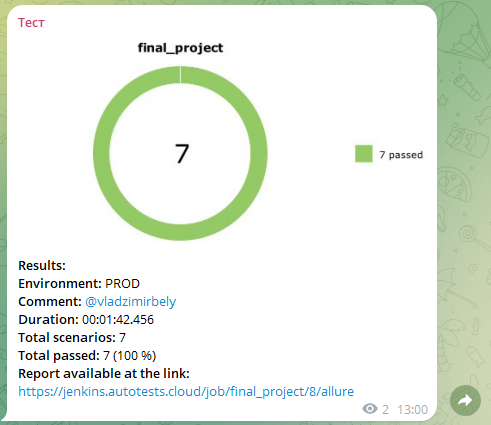 Тест
final_project
7
7 passed
Results:
Environment: PROD
Comment: @vladzimirbely
Duration: 00:01:42.456
Total scenarios: 7
Total passed: 7 (100 %)
Report available at the link:
https://jenkins.autotests.cloud/job/final_project/8/allure
2 13:00